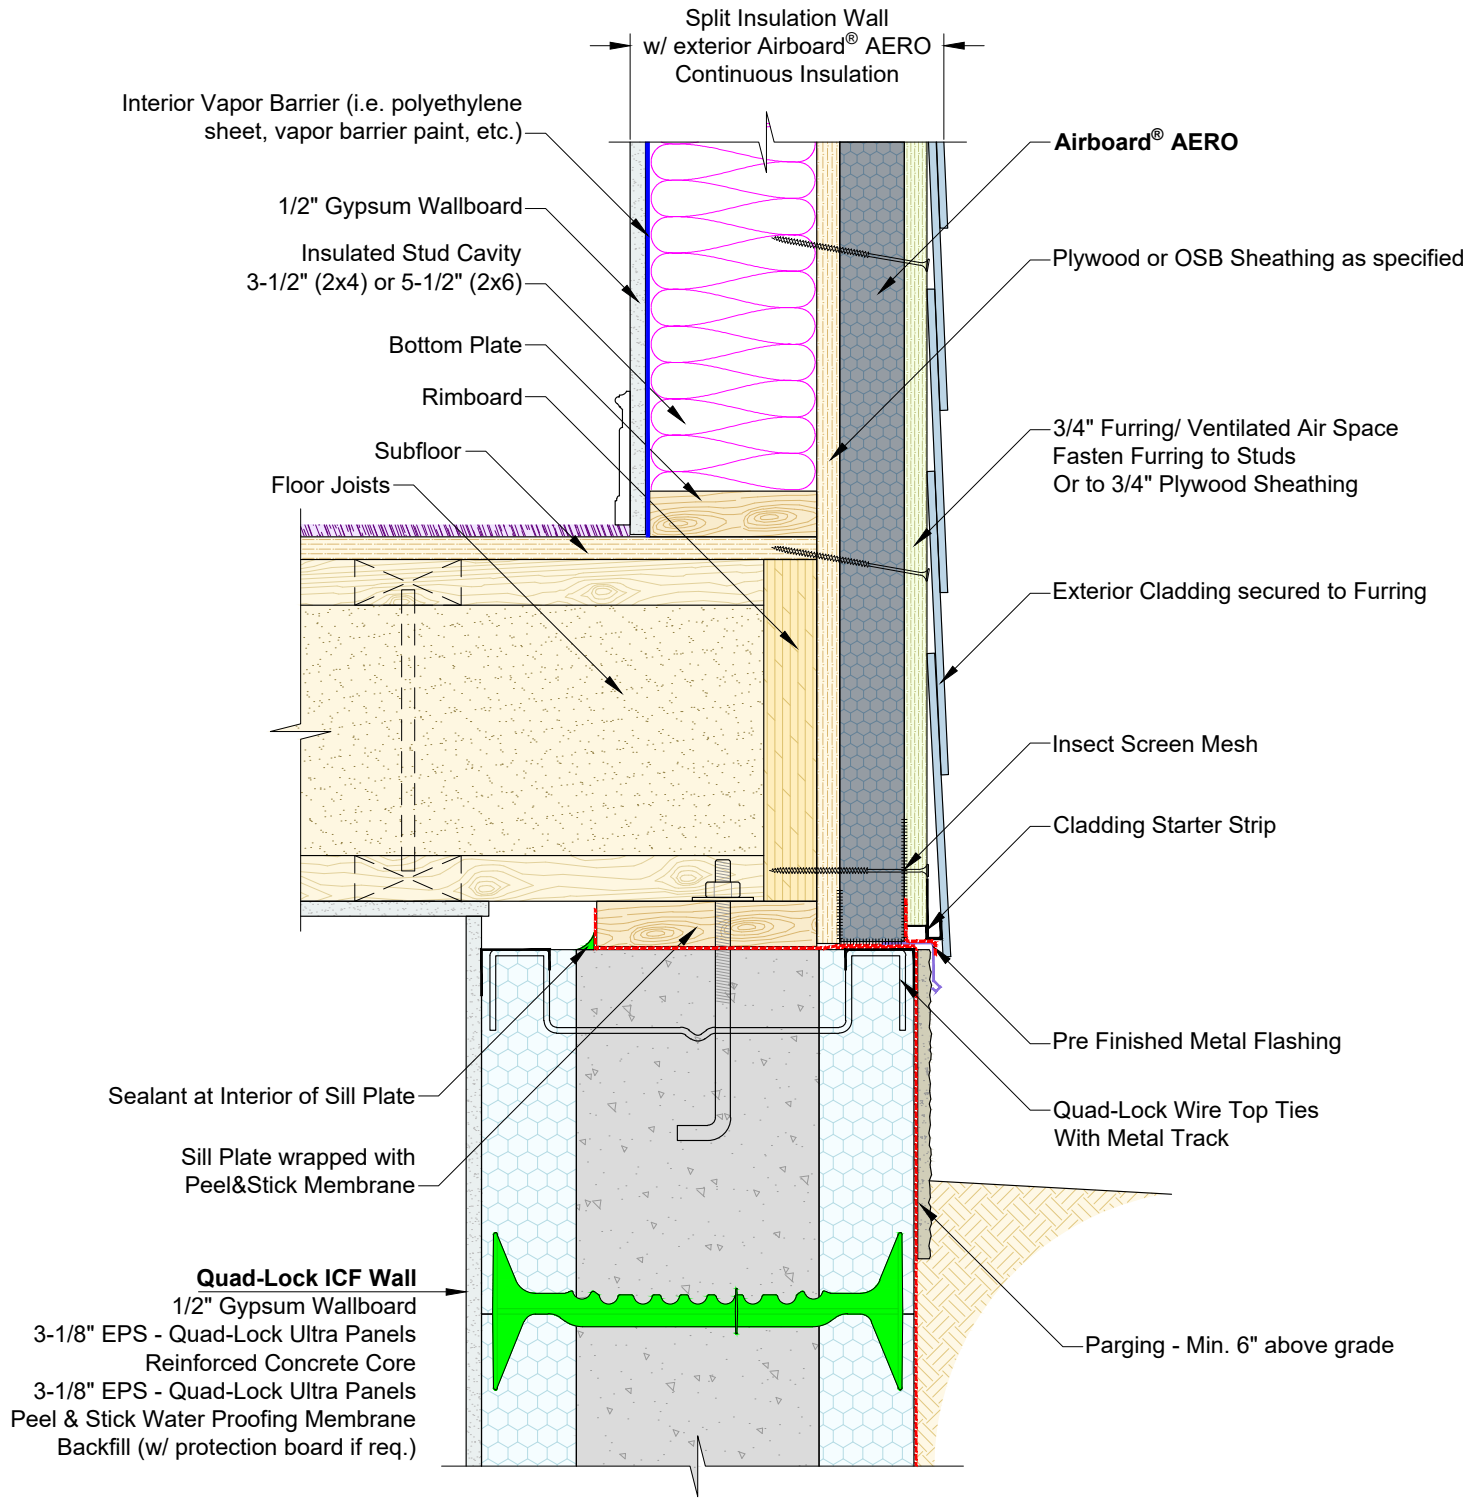 Split Insulation Wall
w/ exterior Airboard® AERO
Continuous Insulation
Interior Vapor Barrier (i.e. polyethylene
sheet, vapor barrier paint, etc.)
1/2" Gypsum Wallboard
Insulated Stud Cavity
3-1/2" (2x4) or 5-1/2" (2x6)
Bottom Plate
Rimboard
Subfloor
Floor Joists
Airboard® AERO
Plywood or OSB Sheathing as specified
3/4" Furring/ Ventilated Air Space
Fasten Furring to Studs
Or to 3/4" Plywood Sheathing
Exterior Cladding secured to Furring
Insect Screen Mesh
Cladding Starter Strip
Pre Finished Metal Flashing
Quad-Lock Wire Top Ties
With Metal Track
Parging - Min. 6" above grade
Sealant at Interior of Sill Plate
Sill Plate wrapped with
Peel&Stick Membrane
Quad-Lock ICF Wall
1/2" Gypsum Wallboard
3-1/8" EPS - Quad-Lock Ultra Panels
Reinforced Concrete Core
3-1/8" EPS - Quad-Lock Ultra Panels
Peel & Stick Water Proofing Membrane
Backfill (w/ protection board if req.)